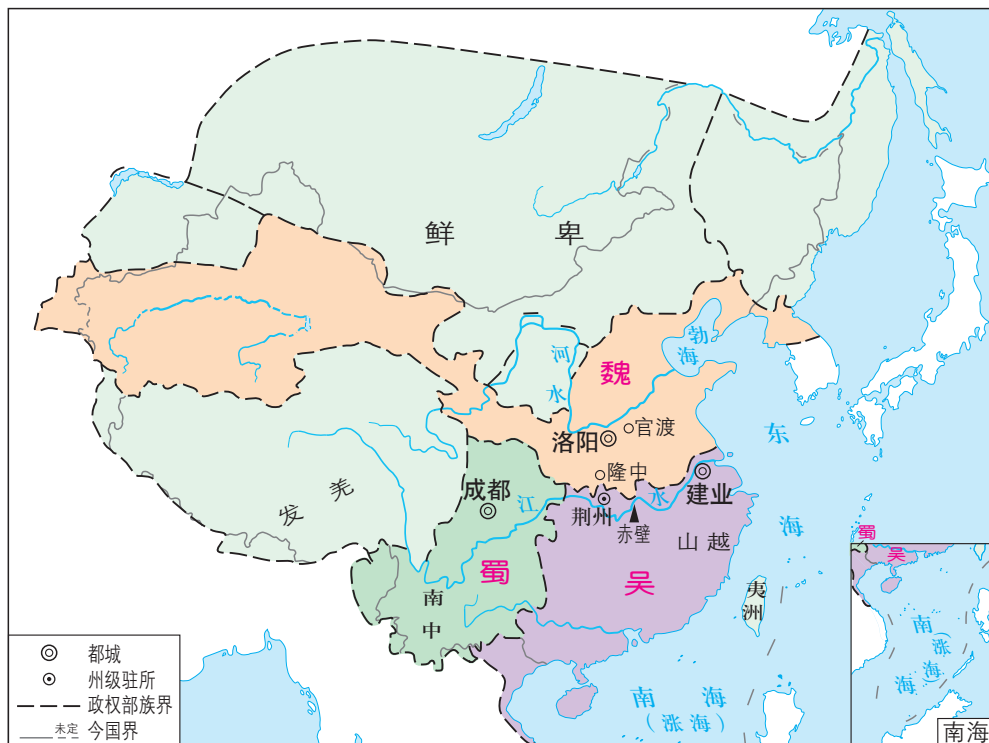 鲜卑
勃海
河水
魏
官渡
洛阳
隆中
东海
羌
发
成都
江水
建业
荆州
赤壁
山越
蜀
吴
南中
夷洲
南海
(涨海)
蜀
吴
南海
(涨海)
南海
都城
州级驻所
政权部族界
未定
今国界